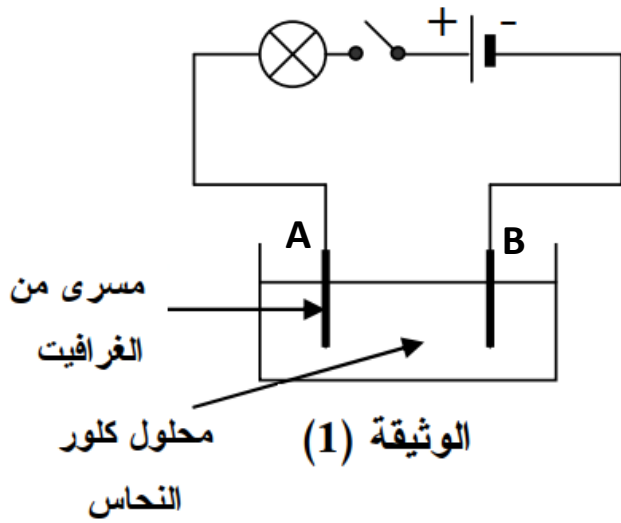 + -
A B
مسرى من
الغرافيت
محلول كلور
النحاس
الوثيقة (1)